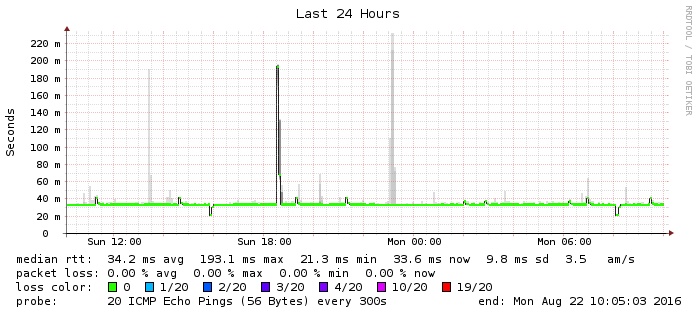 Last 24 Hours
RRDTOOL / TOBI OETIKER
Seconds
220 m
200 m
180 m
160 m
140 m
120 m
100 m
80 m
60 m
40 m
20 m
0
Sun 12:00 Sun 18:00 Mon 00:00 Mon 06:00
median rtt: 34.2 ms avg 193.1 ms max 21.3 ms min 33.6 ms now 9.8 ms sd 3.5 am/s
packet loss: 0.00 % avg 0.00 % max 0.00 % min 0.00 % now
loss color: 0 1/20 2/20 3/20 4/20 10/20 19/20
probe: 20 ICMP Echo Pings (56 Bytes) every 300s end: Mon Aug 22 10:05:03 2016